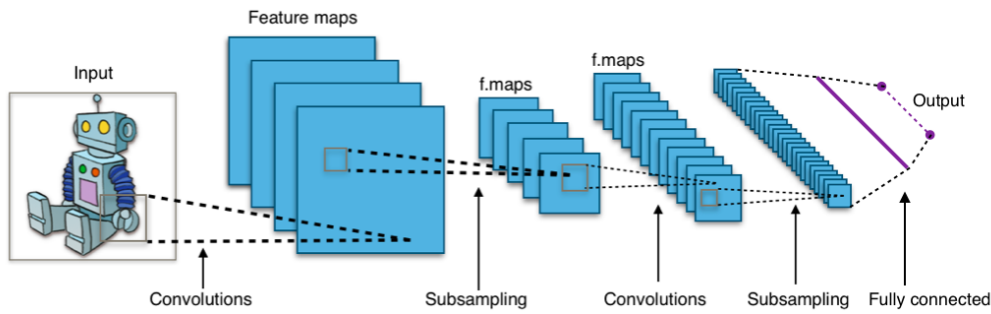 Feature maps
Input
f.maps
f.maps
Output
Convolutions
Subsampling
Convolutions
Subsampling
Fully connected